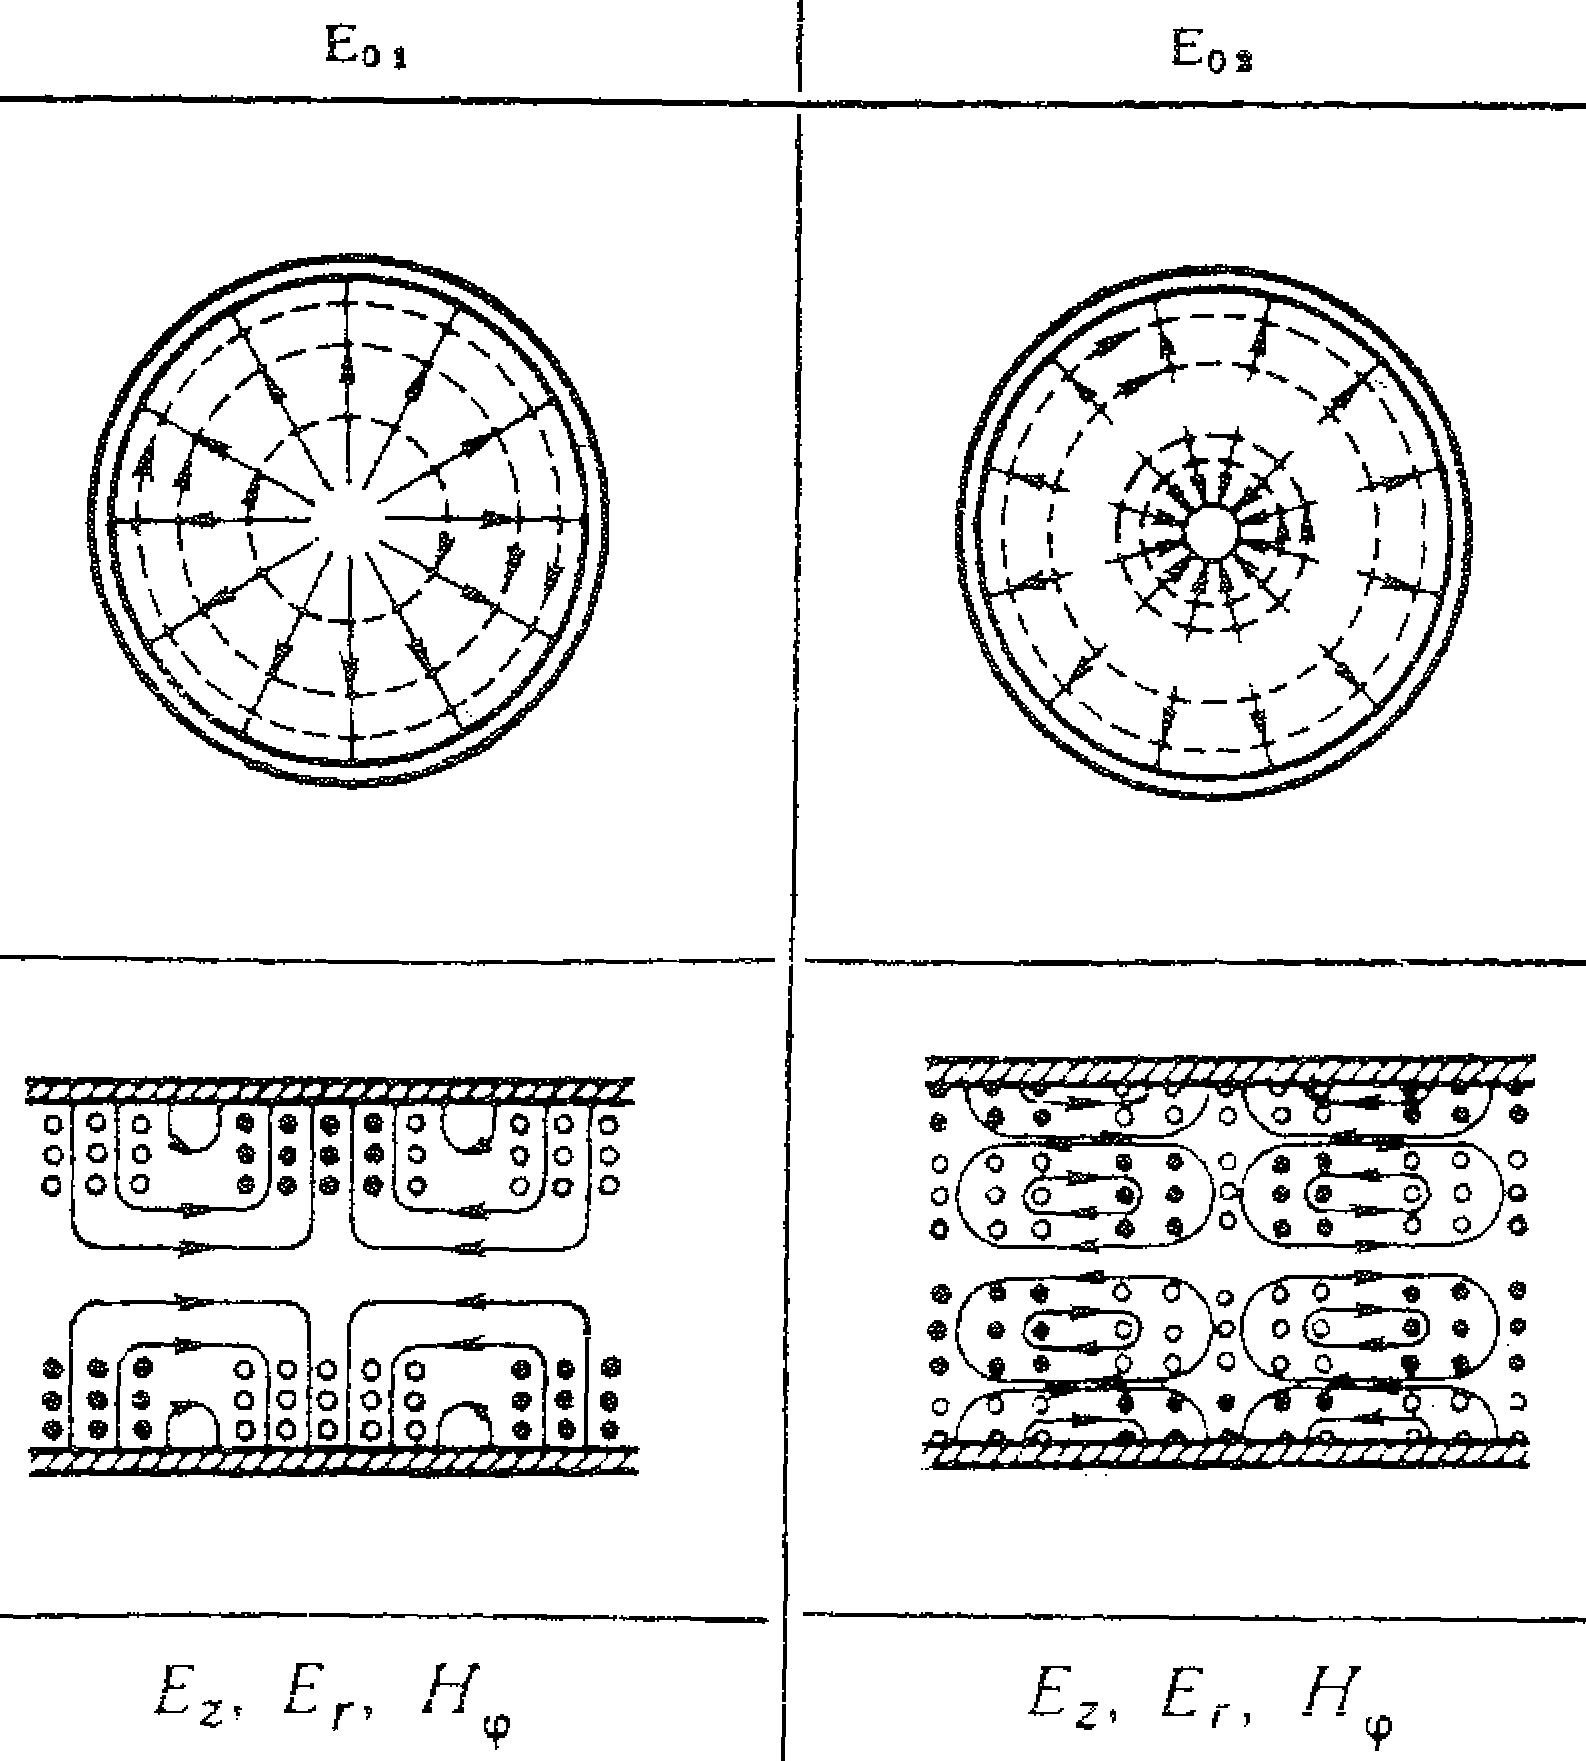 E₀₁
E₀₂
E_z, E_r, H_φ
E_z, E_r, H_φ